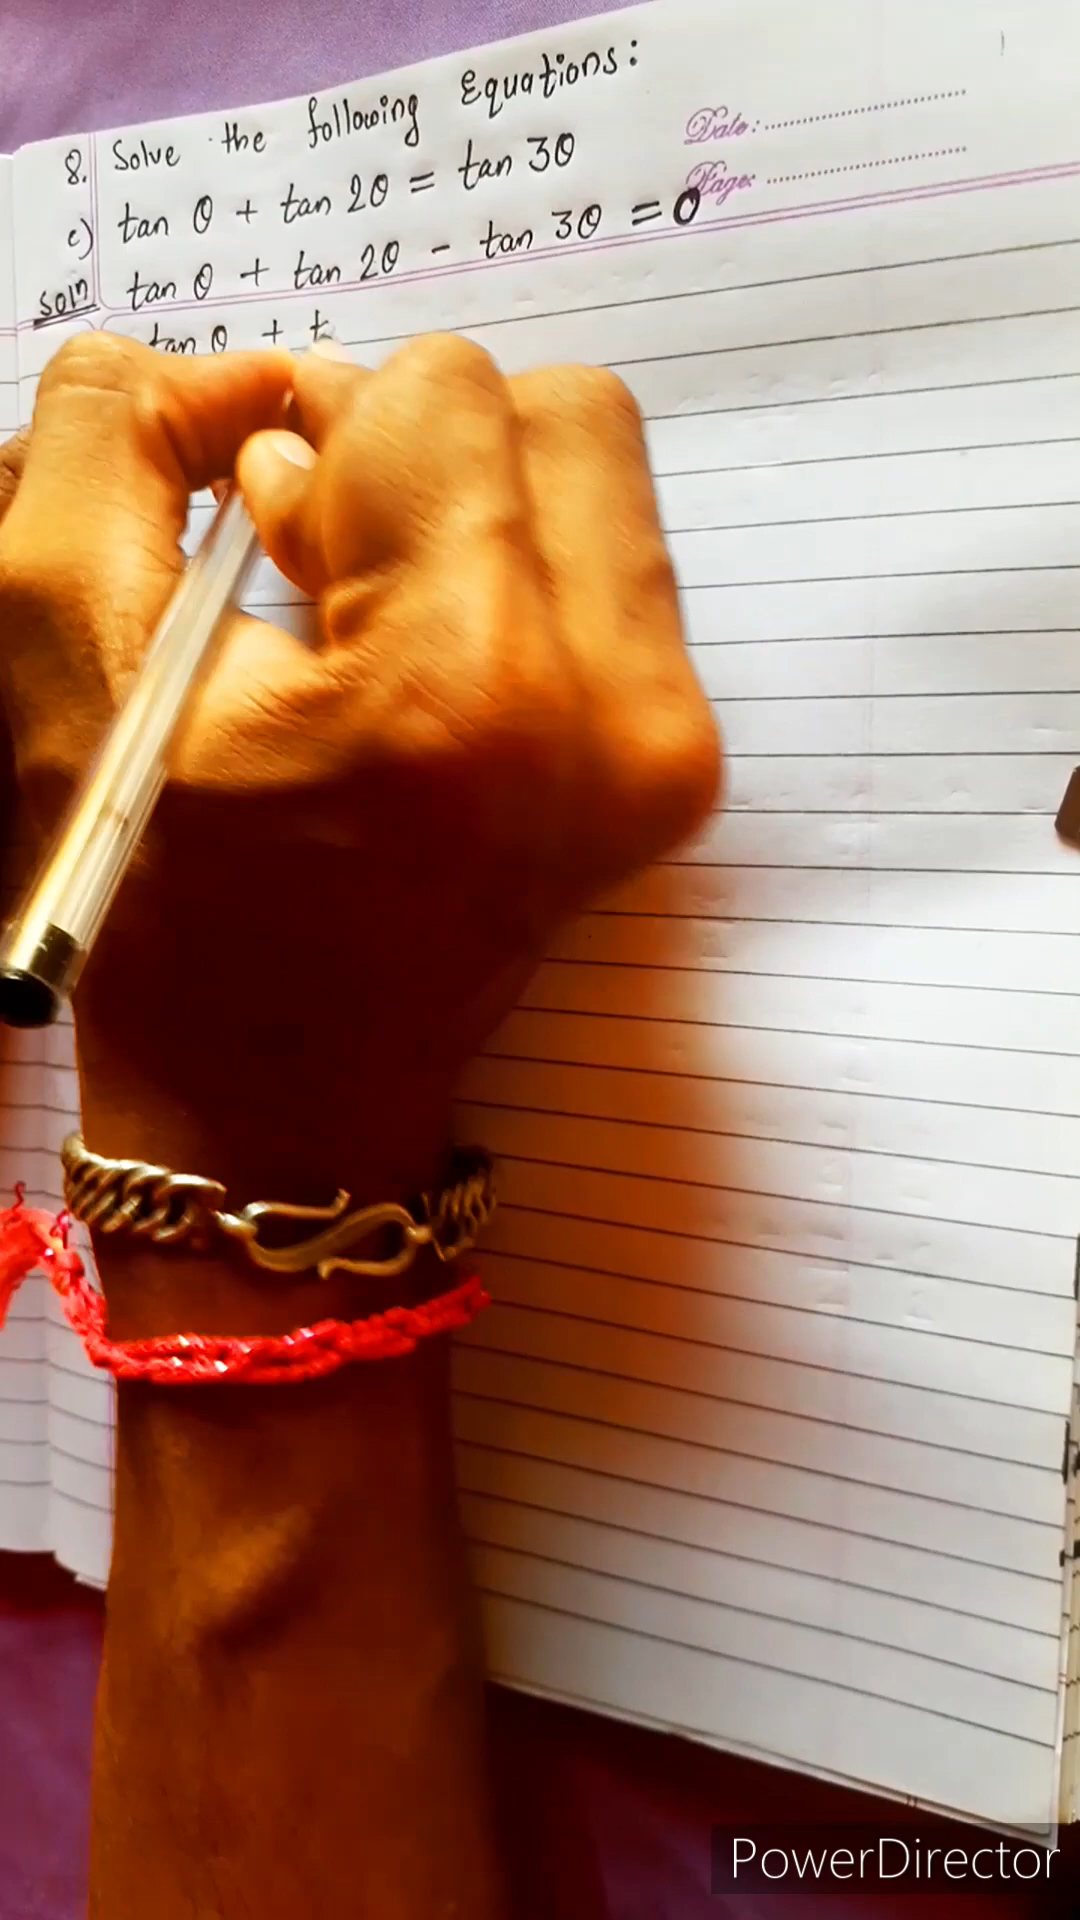 8. Solve the following Equations:
Date:
c) tan θ + tan 2θ = tan 3θ
Page:
soln tan θ + tan 2θ - tan 3θ = 0
tan θ + t
PowerDirector